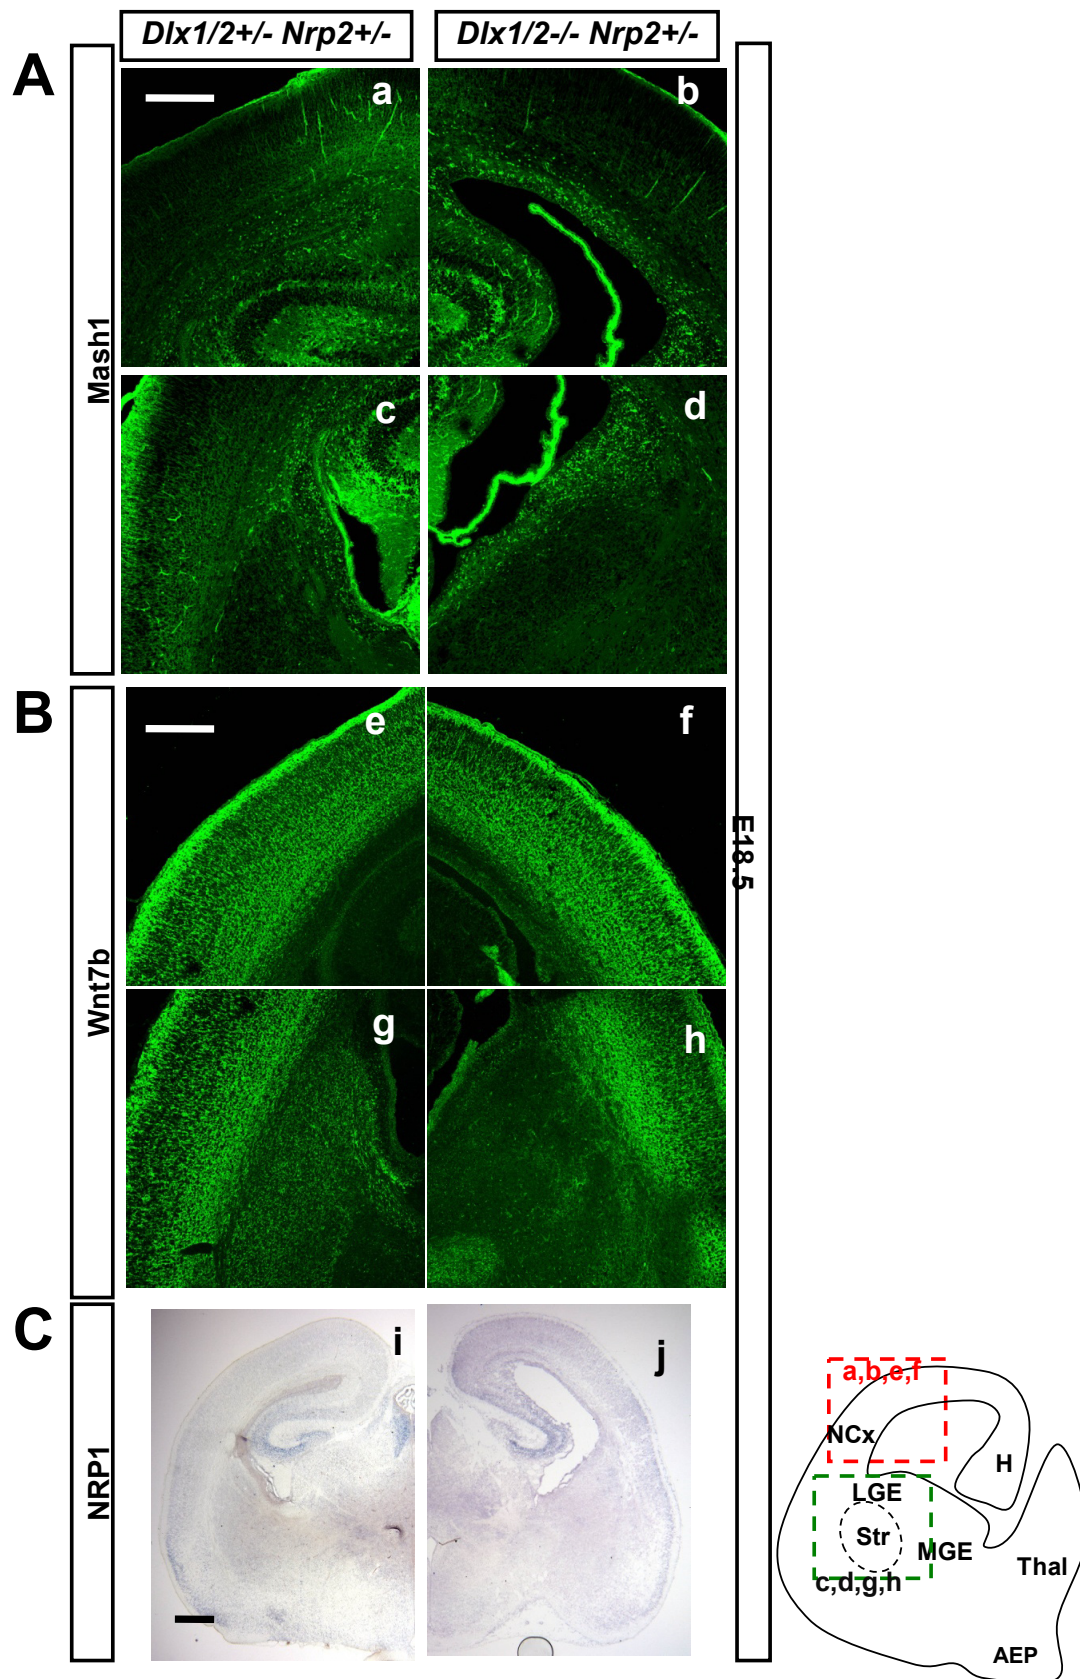 Dlx1/2+/- Nrp2+/-
Dlx1/2-/- Nrp2+/-
A
Mash1
a
b
c
d
B
Wnt7b
e
f
g
h
E18.5
C
NRP1
i
j
a,b,e,f
NCx
H
LGE
Str
MGE
Thal
c,d,g,h
AEP